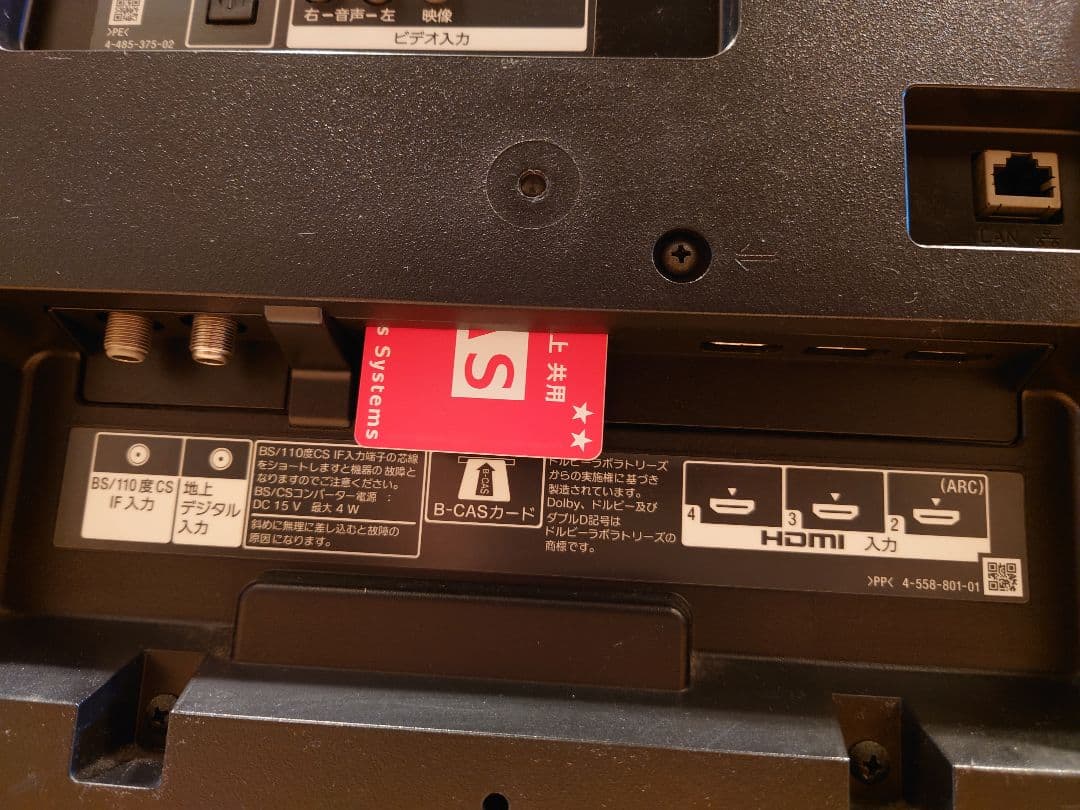 >PE<
4-485-375-02
右ー音声ー左 映像
ビデオ入力
LAN
s Systems
AS
上 共用
★★
BS/110度CS
IF入力
地上
デジタル
入力
BS/110度CS IF入力端子の芯線
をショートしますと機器の故障と
なりますのでご注意ください。
BS/CSコンバーター電源 :
DC 15 V 最大 4 W
斜めに無理に差し込むと故障の
原因になります。
B-CAS
B-CASカード
ドルビーラボラトリーズ
からの実施権に基づき
製造されています。
Dolby、ドルビー及び
ダブルD記号は
ドルビーラボラトリーズの
商標です。
4
3
2
(ARC)
HDMI 入力
>PP< 4-558-801-01